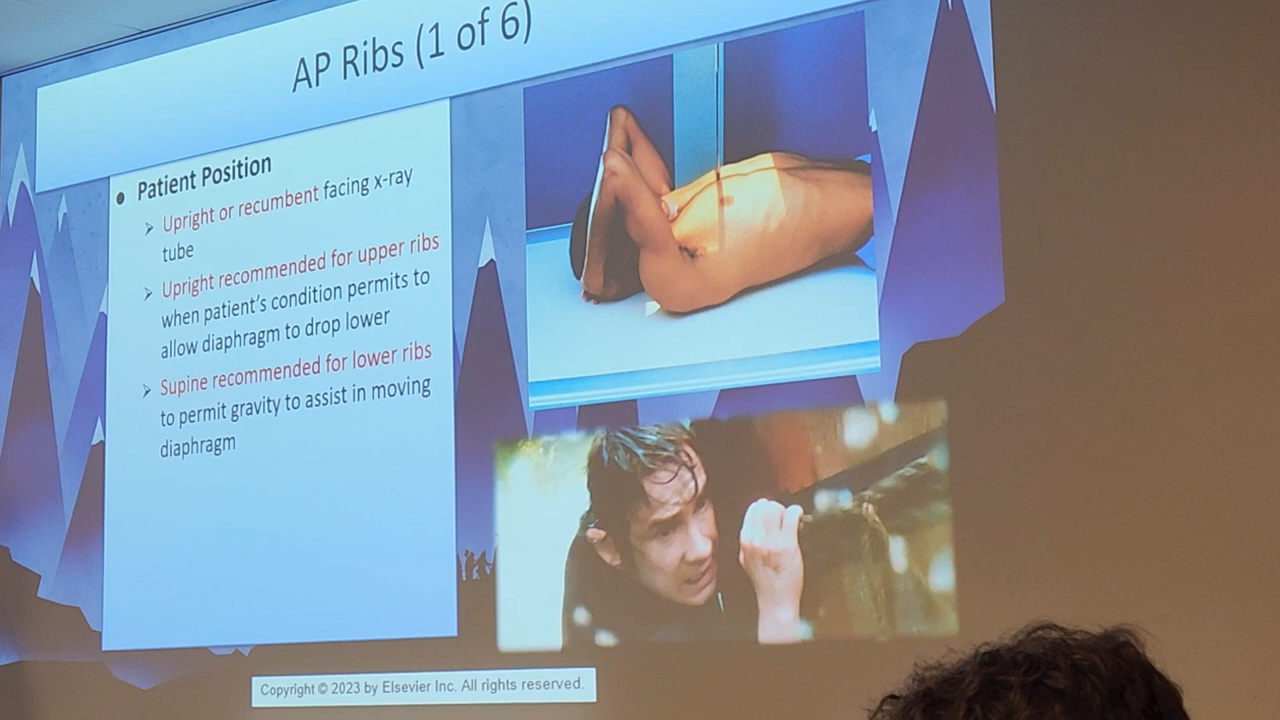 AP Ribs (1 of 6)
• Patient Position
➢ Upright or recumbent facing x-ray
tube
➢ Upright recommended for upper ribs
when patient's condition permits to
allow diaphragm to drop lower
➢ Supine recommended for lower ribs
to permit gravity to assist in moving
diaphragm
Copyright © 2023 by Elsevier Inc. All rights reserved.